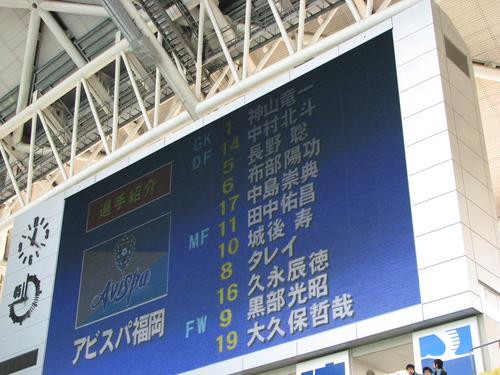 選手紹介
Avispa
アビスパ福岡
GK 1 神山竜一
DF 14 中村北斗
5 長野 聡
6 布部陽功
17 中島崇典
MF 11 田中佑昌
10 城後 寿
8 タレイ
16 久永辰徳
FW 9 黒部光昭
19 大久保哲哉
45